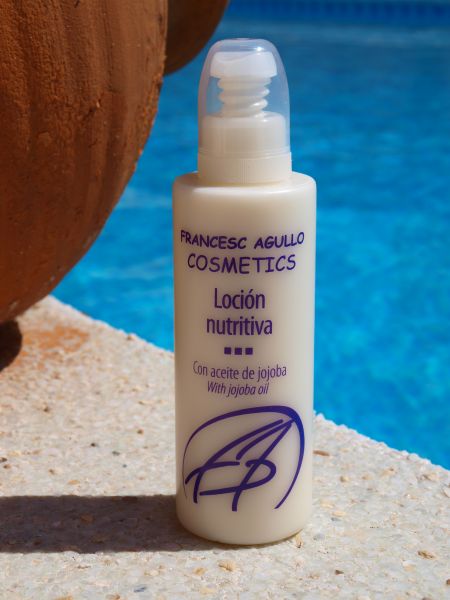 FRANCESC AGULLO
COSMETICS
Loción
nutritiva
Con aceite de jojoba
With jojoba oil